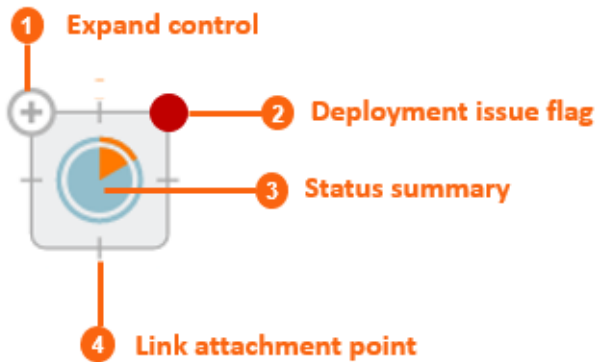 1 Expand control
2 Deployment issue flag
3 Status summary
4 Link attachment point